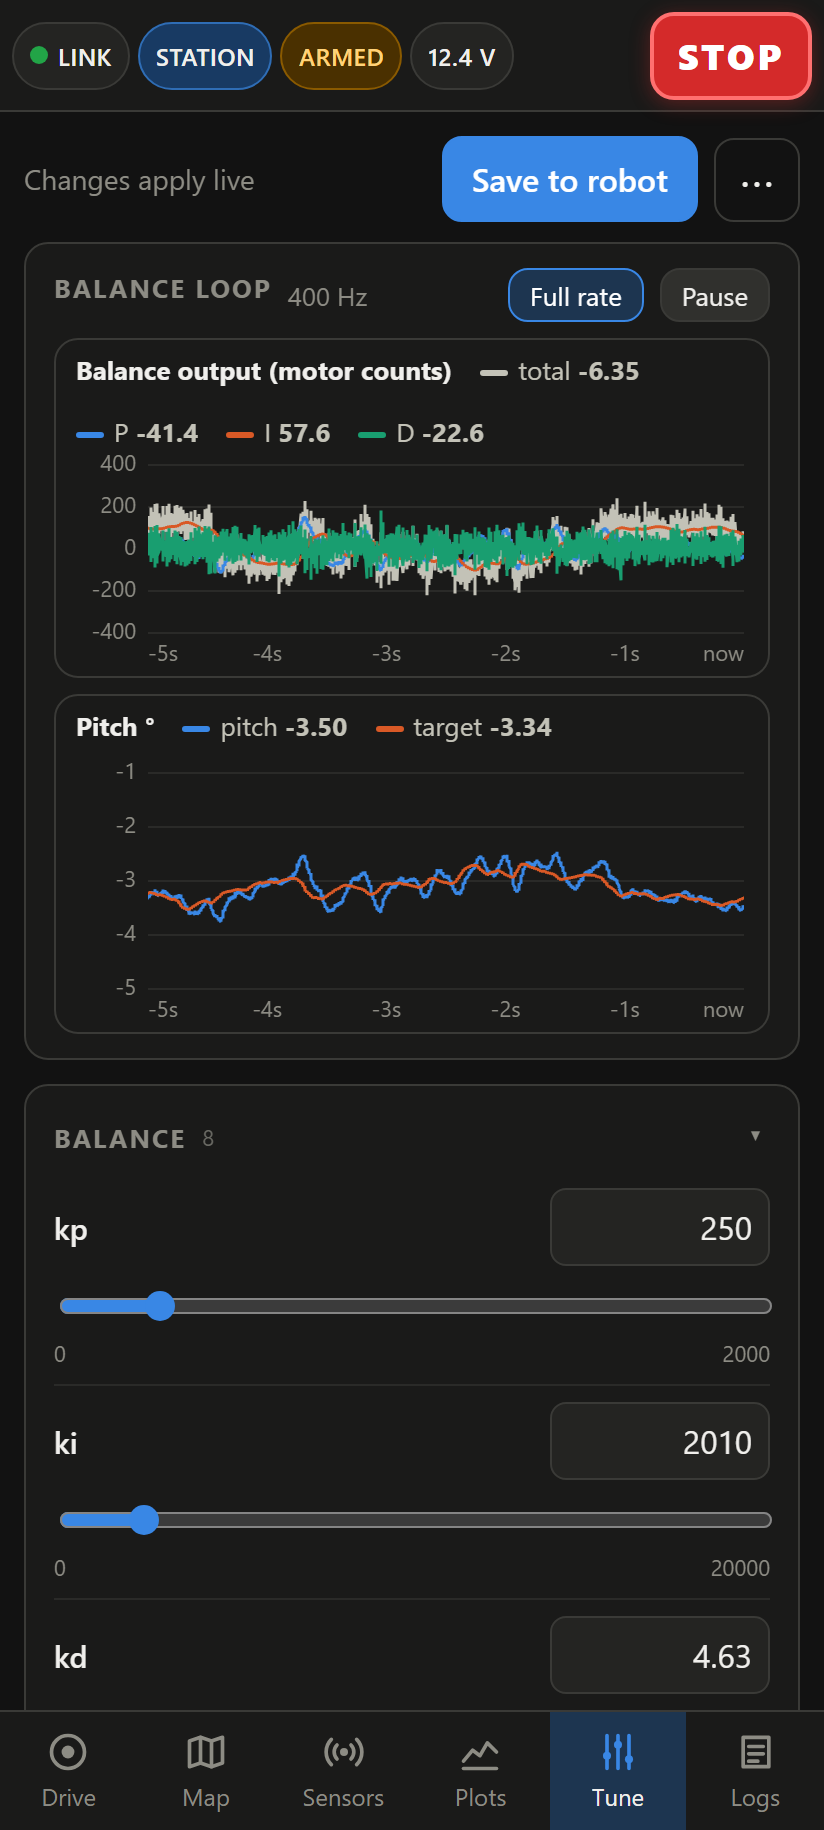 LINK STATION ARMED 12.4 V STOP
Changes apply live Save to robot ...
BALANCE LOOP 400 Hz Full rate Pause
Balance output (motor counts) total -6.35
P -41.4 I 57.6 D -22.6
400
200
0
-200
-400
-5s -4s -3s -2s -1s now
Pitch ° pitch -3.50 target -3.34
-1
-2
-3
-4
-5
-5s -4s -3s -2s -1s now
BALANCE 8 ▼
kp 250
0 2000
ki 2010
0 20000
kd 4.63
Drive Map Sensors Plots Tune Logs